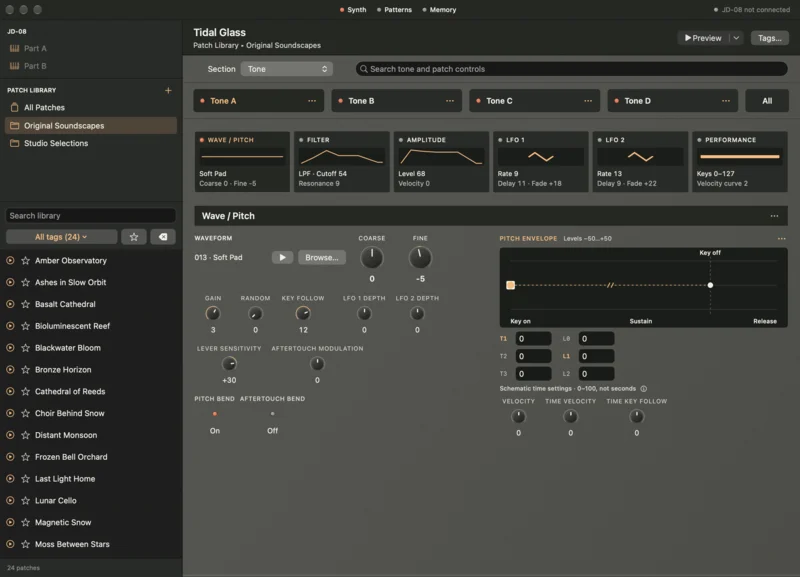 Synth Patterns Memory
JD-08 not connected
JD-08
Part A
Part B
PATCH LIBRARY +
All Patches
Original Soundscapes
Studio Selections
Search library
All tags (24)
Amber Observatory
Ashes in Slow Orbit
Basalt Cathedral
Bioluminescent Reef
Blackwater Bloom
Bronze Horizon
Cathedral of Reeds
Choir Behind Snow
Distant Monsoon
Frozen Bell Orchard
Last Light Home
Lunar Cello
Magnetic Snow
Moss Between Stars
24 patches
Tidal Glass
Patch Library • Original Soundscapes
Preview
Tags...
Section Tone
Search tone and patch controls
Tone A ...
Tone B ...
Tone C ...
Tone D ...
All
WAVE / PITCH
Soft Pad
Coarse 0 · Fine -5
FILTER
LPF · Cutoff 54
Resonance 9
AMPLITUDE
Level 68
Velocity 0
LFO 1
Rate 9
Delay 11 · Fade +18
LFO 2
Rate 13
Delay 9 · Fade +22
PERFORMANCE
Keys 0–127
Velocity curve 2
Wave / Pitch ...
WAVEFORM
013 · Soft Pad
Browse...
COARSE
0
FINE
-5
GAIN
3
RANDOM
0
KEY FOLLOW
12
LFO 1 DEPTH
0
LFO 2 DEPTH
0
LEVER SENSITIVITY
+30
AFTERTOUCH MODULATION
0
PITCH BEND
On
AFTERTOUCH BEND
Off
PITCH ENVELOPE Levels −50...+50 ...
Key off
Key on Sustain Release
T1 0 L0 0
T2 0 L1 0
T3 0 L2 0
Schematic time settings · 0–100, not seconds
VELOCITY
0
TIME VELOCITY
0
TIME KEY FOLLOW
0